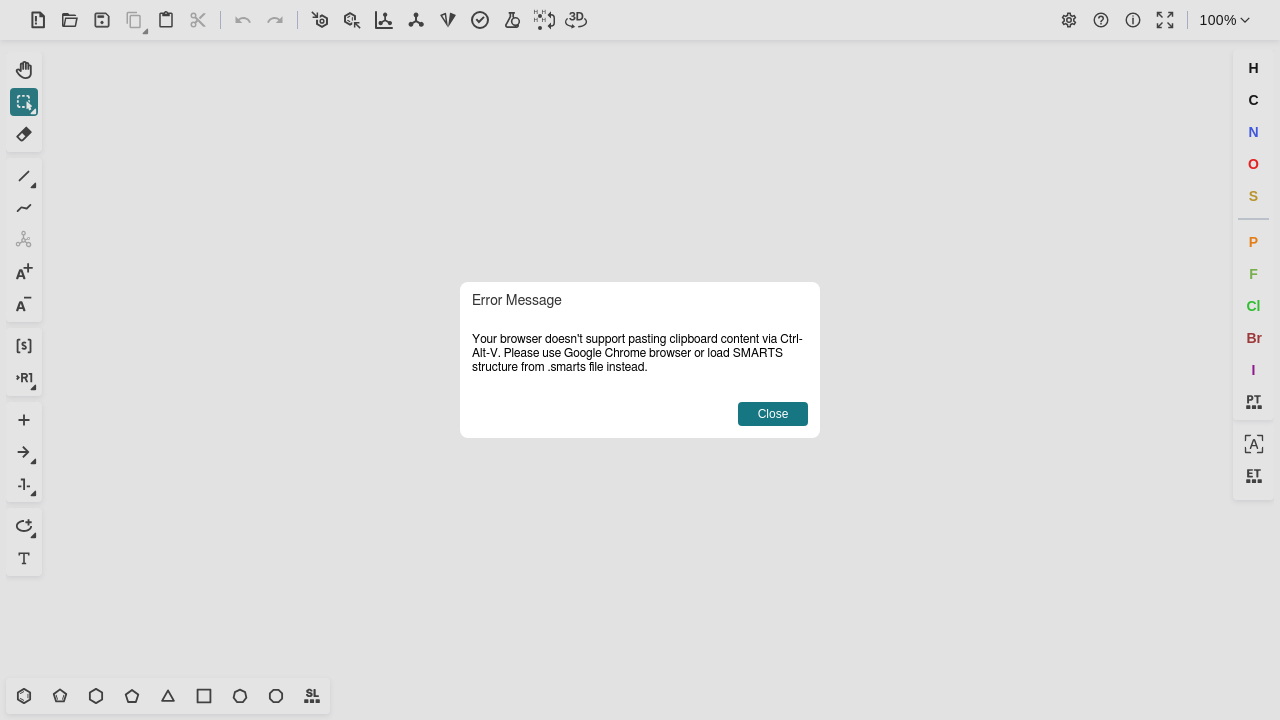 H H
H H
3D
100%
H
C
N
O
S
P
F
Cl
Br
I
PT
[A]
ET
A+
A−
[s]
›R1
-1-
T
Error Message
Your browser doesn't support pasting clipboard content via Ctrl-
Alt-V. Please use Google Chrome browser or load SMARTS
structure from .smarts file instead.
Close
SL